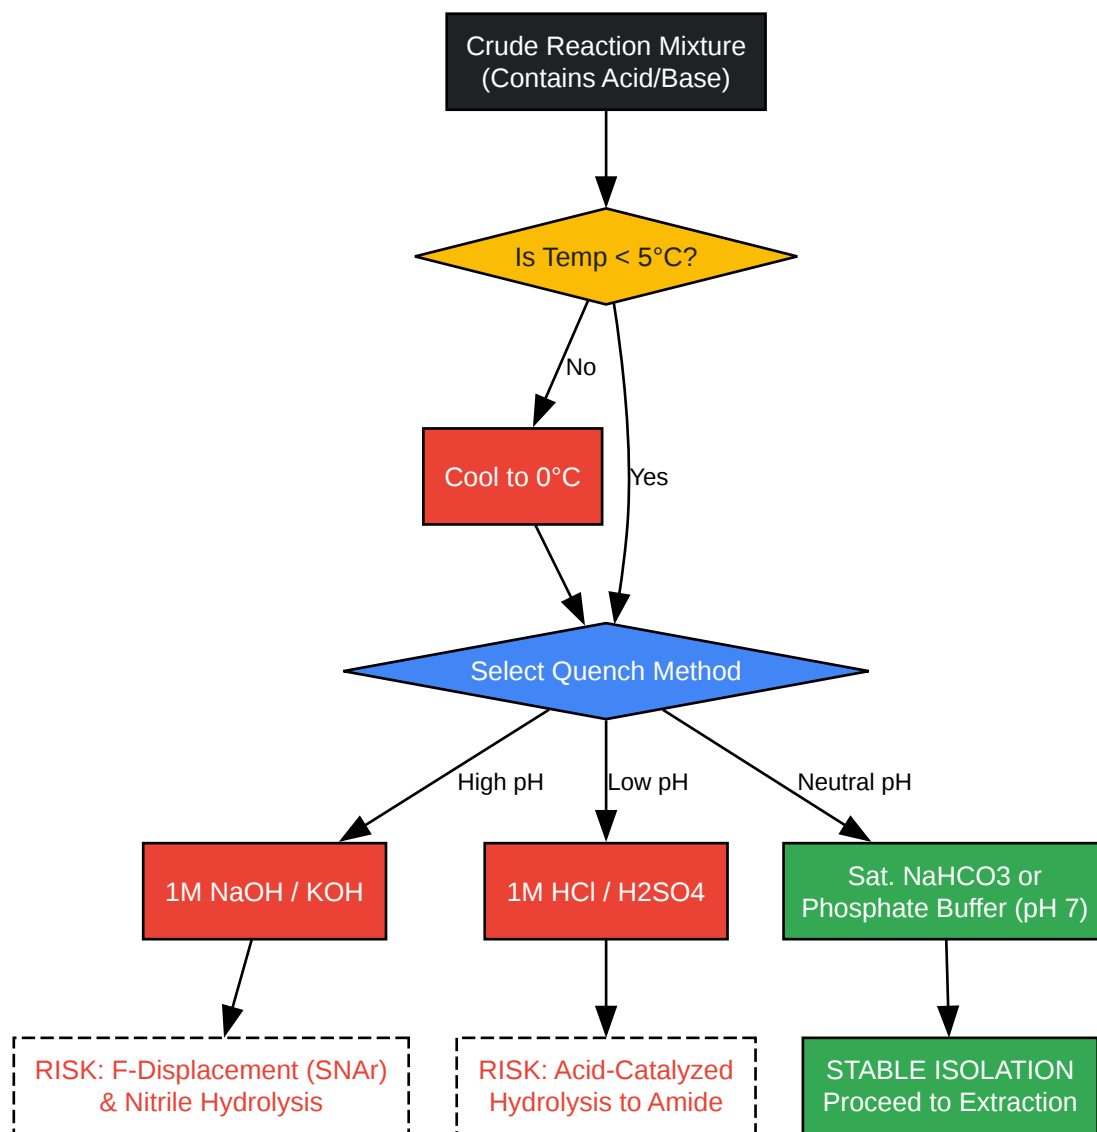 Crude Reaction Mixture
(Contains Acid/Base)
Is Temp < 5°C?
No
Cool to 0°C
Yes
Select Quench Method
High pH
Low pH
Neutral pH
1M NaOH / KOH
1M HCl / H2SO4
Sat. NaHCO3 or
Phosphate Buffer (pH 7)
RISK: F-Displacement (SNAr)
& Nitrile Hydrolysis
RISK: Acid-Catalyzed
Hydrolysis to Amide
STABLE ISOLATION
Proceed to Extraction